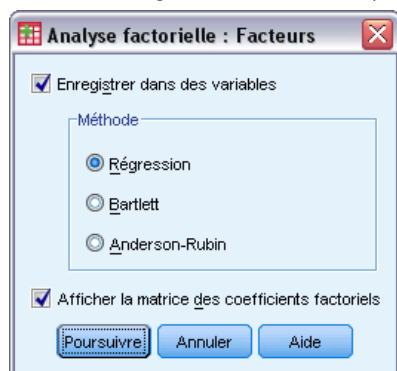 Analyse factorielle : Facteurs
Enregistrer dans des variables
Méthode
Régression
Bartlett
Anderson-Rubin
Afficher la matrice des coefficients factoriels
Poursuivre Annuler Aide